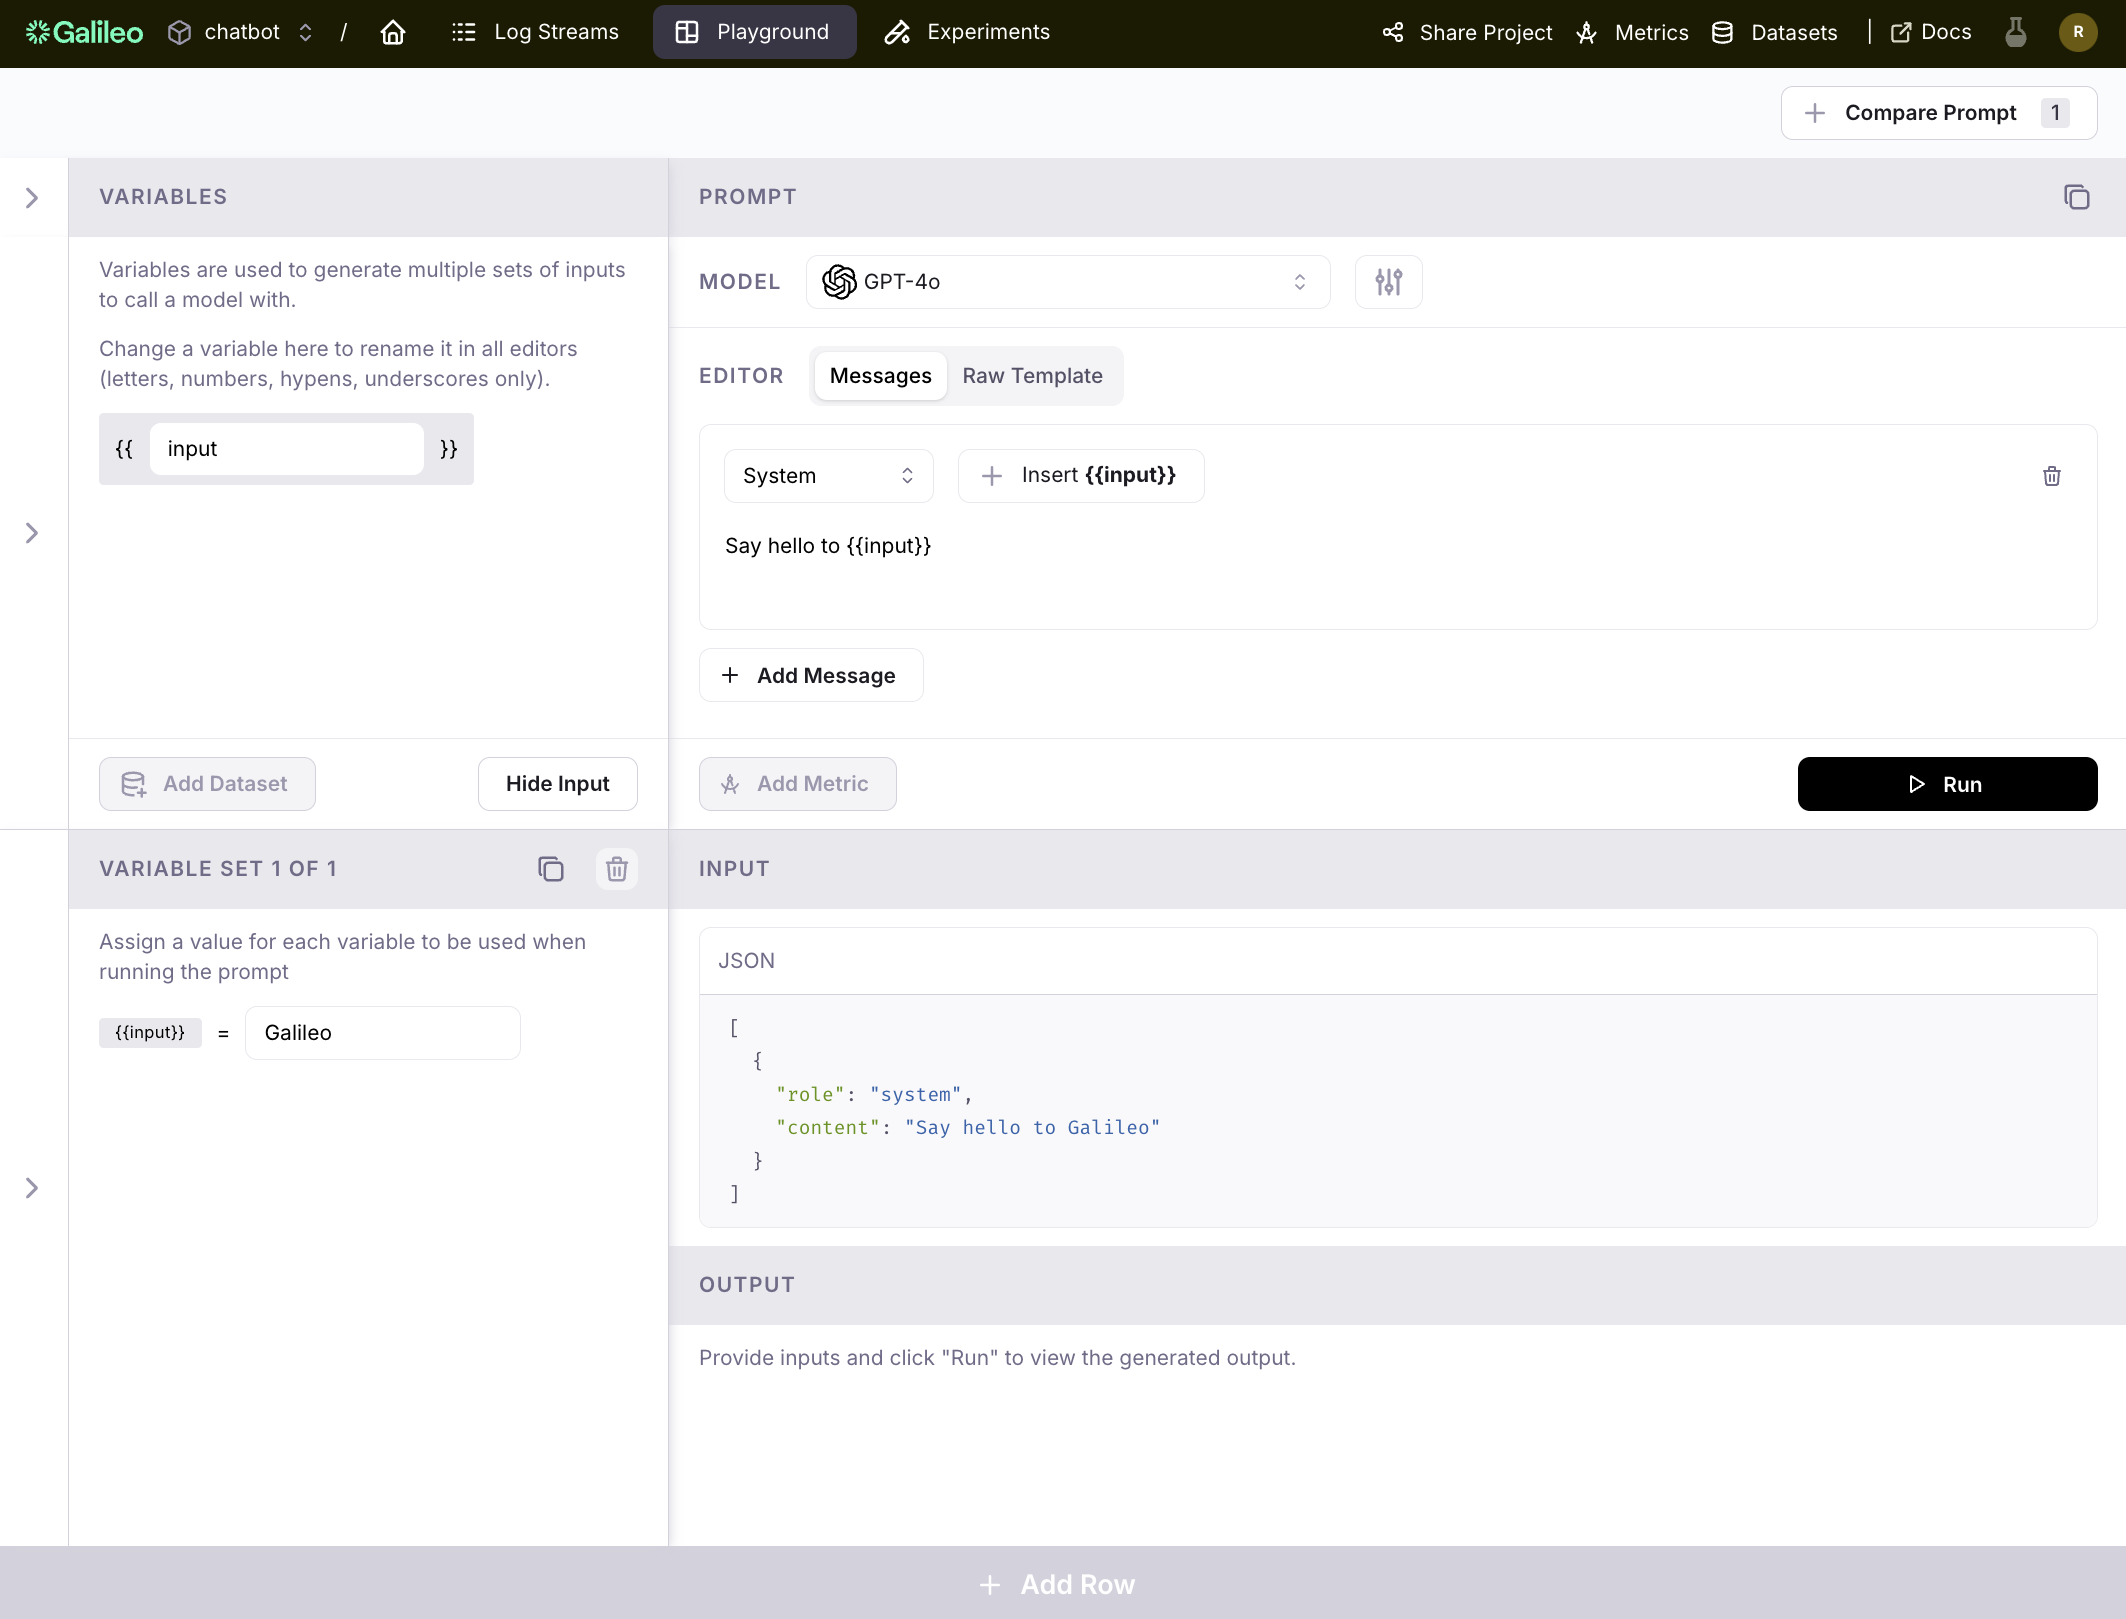 Galileo chatbot / Log Streams Playground Experiments Share Project Metrics Datasets | Docs R
Compare Prompt 1
VARIABLES
Variables are used to generate multiple sets of inputs
to call a model with.
Change a variable here to rename it in all editors
(letters, numbers, hypens, underscores only).
{{ input }}
Add Dataset Hide Input
PROMPT
MODEL GPT-4o
EDITOR Messages Raw Template
System Insert {{input}}
Say hello to {{input}}
Add Message
Add Metric Run
VARIABLE SET 1 OF 1
Assign a value for each variable to be used when
running the prompt
{{input}} = Galileo
INPUT
JSON
[
{
"role": "system",
"content": "Say hello to Galileo"
}
]
OUTPUT
Provide inputs and click "Run" to view the generated output.
Add Row